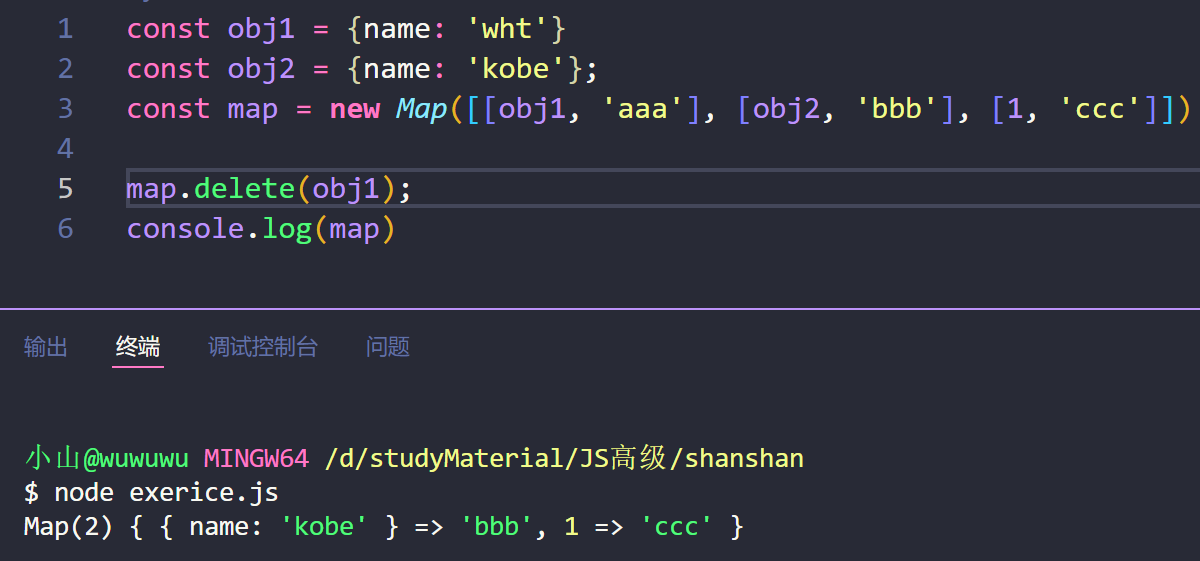 1 const obj1 = {name: 'wht'}
2 const obj2 = {name: 'kobe'};
3 const map = new Map([[obj1, 'aaa'], [obj2, 'bbb'], [1, 'ccc']])
4
5 map.delete(obj1);
6 console.log(map)
输出 终端 调试控制台 问题
小山@wuwuwu MINGW64 /d/studyMaterial/JS高级/shanshan
$ node exerice.js
Map(2) { { name: 'kobe' } => 'bbb', 1 => 'ccc' }